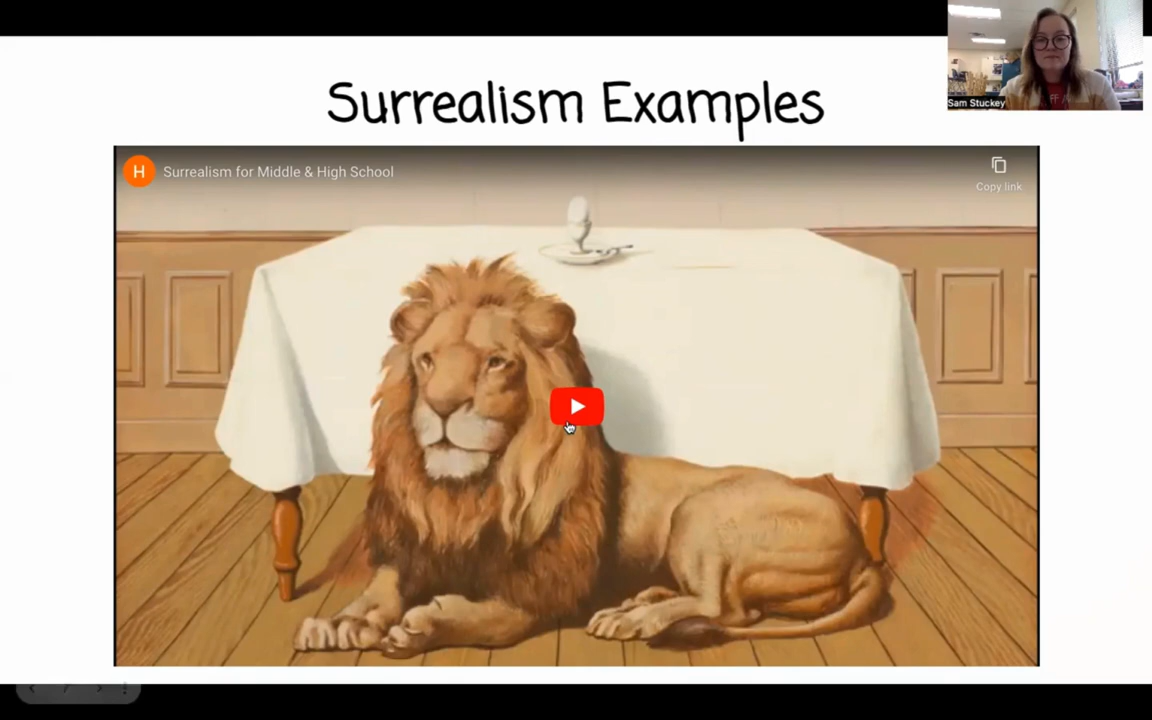 Surrealism Examples
Sam Stuckey
H
Surrealism for Middle & High School
Copy link